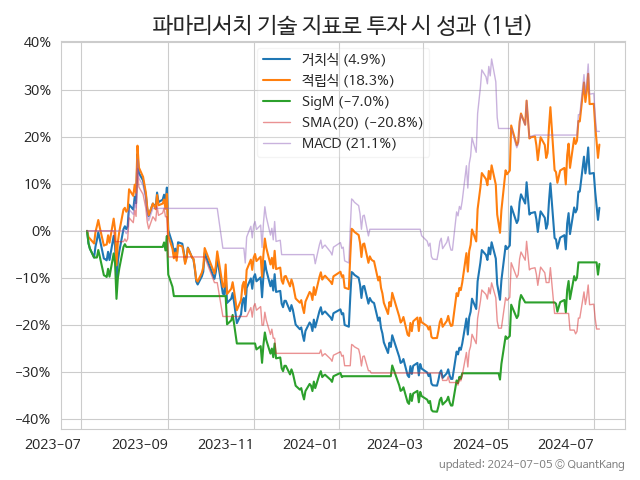 파마리서치 기술 지표로 투자 시 성과 (1년)
거치식 (4.9%)
적립식 (18.3%)
SigM (−7.0%)
SMA(20) (−20.8%)
MACD (21.1%)
40%
30%
20%
10%
0%
−10%
−20%
−30%
−40%
2023-07
2023-09
2023-11
2024-01
2024-03
2024-05
2024-07
updated: 2024-07-05 ⓒ QuantKang